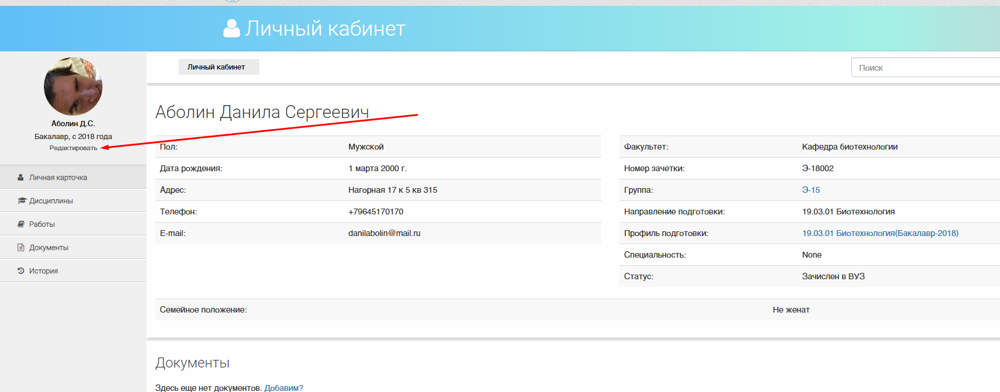 Личный кабинет
Личный кабинет
Поиск
Аболин Д.С.
Бакалавр, с 2018 года
Редактировать
Личная карточка
Дисциплины
Работы
Документы
История
Аболин Данила Сергеевич
Пол: Мужской
Дата рождения: 1 марта 2000 г.
Адрес: Нагорная 17 к 5 кв 315
Телефон: +79645170170
E-mail: danilabolin@mail.ru
Факультет: Кафедра биотехнологии
Номер зачетки: Э-18002
Группа: Э-15
Направление подготовки: 19.03.01 Биотехнология
Профиль подготовки: 19.03.01 Биотехнология(Бакалавр-2018)
Специальность: None
Статус: Зачислен в ВУЗ
Семейное положение: Не женат
Документы
Здесь еще нет документов. Добавим?